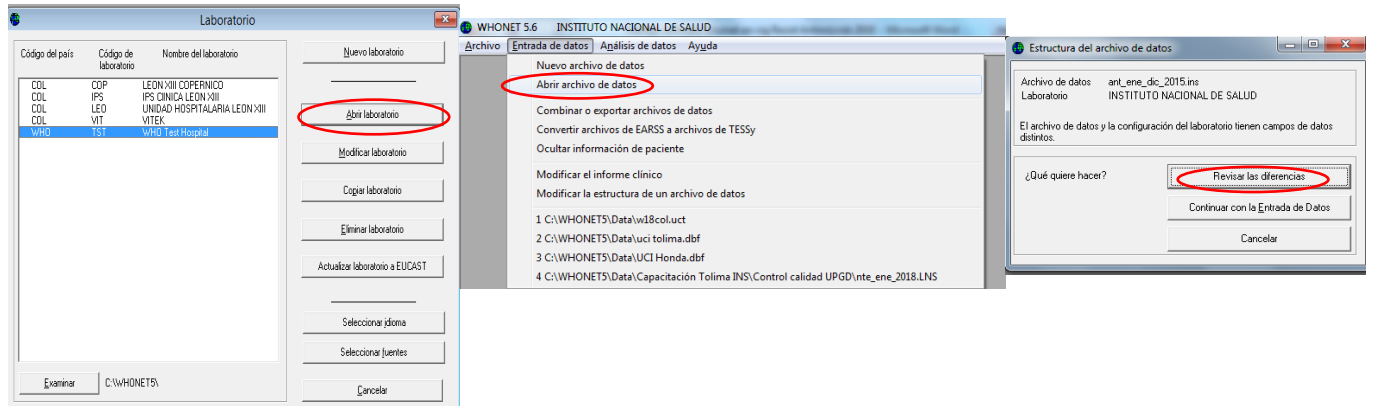 Laboratorio
Código del país Código de laboratorio Nombre del laboratorio
COL COP LEON XIII COPERNICO
COL IPS IPS CLINICA LEON XIII
COL LEO UNIDAD HOSPITALARIA LEON XIII
COL VIT VITEK
WHO TST WHO Test Hospital
Examinar C:\WHONET5\
Nuevo laboratorio
Abrir laboratorio
Modificar laboratorio
Copiar laboratorio
Eliminar laboratorio
Actualizar laboratorio a EUCAST
Seleccionar idioma
Seleccionar fuentes
Cancelar
WHONET 5.6 INSTITUTO NACIONAL DE SALUD
Archivo Entrada de datos Análisis de datos Ayuda
Nuevo archivo de datos
Abrir archivo de datos
Combinar o exportar archivos de datos
Convertir archivos de EARSS a archivos de TESSy
Ocultar información de paciente
Modificar el informe clínico
Modificar la estructura de un archivo de datos
1 C:\WHONET5\Data\w18col.uct
2 C:\WHONET5\Data\uci tolima.dbf
3 C:\WHONET5\Data\UCI Honda.dbf
4 C:\WHONET5\Data\Capacitación Tolima INS\Control calidad UPGD\nte_ene_2018.LNS
Estructura del archivo de datos
Archivo de datos ant_ene_dic_2015.ins
Laboratorio INSTITUTO NACIONAL DE SALUD
El archivo de datos y la configuración del laboratorio tienen campos de datos
distintos.
¿Qué quiere hacer?
Revisar las diferencias
Continuar con la Entrada de Datos
Cancelar